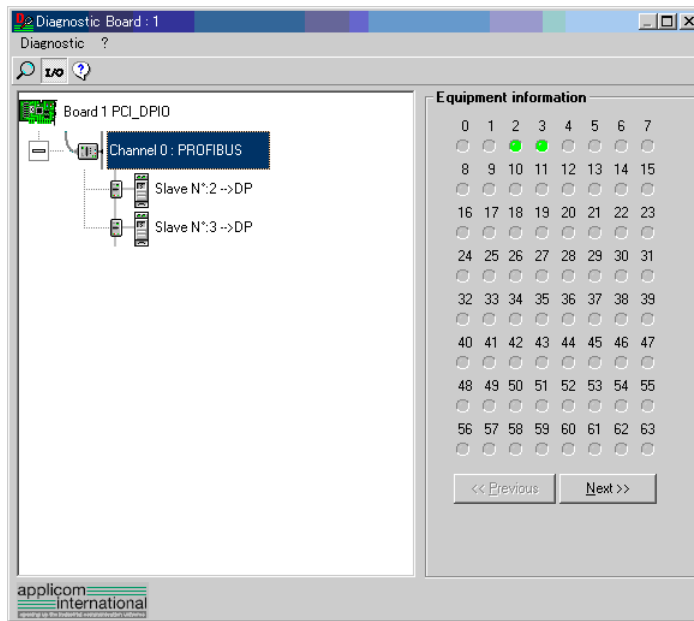 Diagnostic Board : 1
Diagnostic ?
I/O
Board 1 PCI_DPIO
Channel 0 : PROFIBUS
Slave N°:2 -->DP
Slave N°:3 -->DP
Equipment information
0 1 2 3 4 5 6 7
8 9 10 11 12 13 14 15
16 17 18 19 20 21 22 23
24 25 26 27 28 29 30 31
32 33 34 35 36 37 38 39
40 41 42 43 44 45 46 47
48 49 50 51 52 53 54 55
56 57 58 59 60 61 62 63
<< Previous Next >>
applicom
international